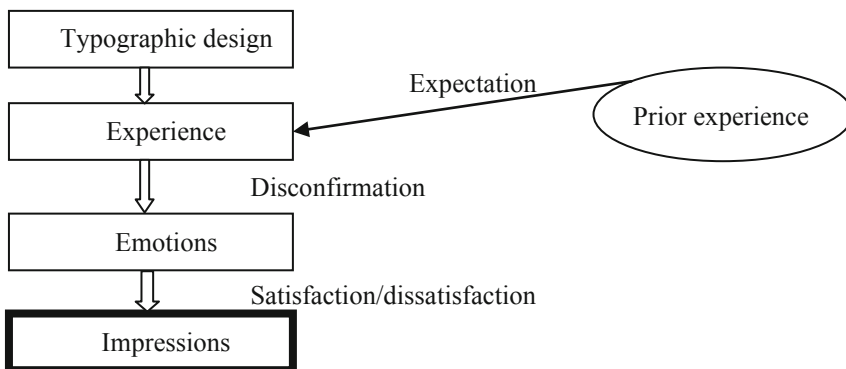 Typographic design
Expectation
Prior experience
Experience
Disconfirmation
Emotions
Satisfaction/dissatisfaction
Impressions